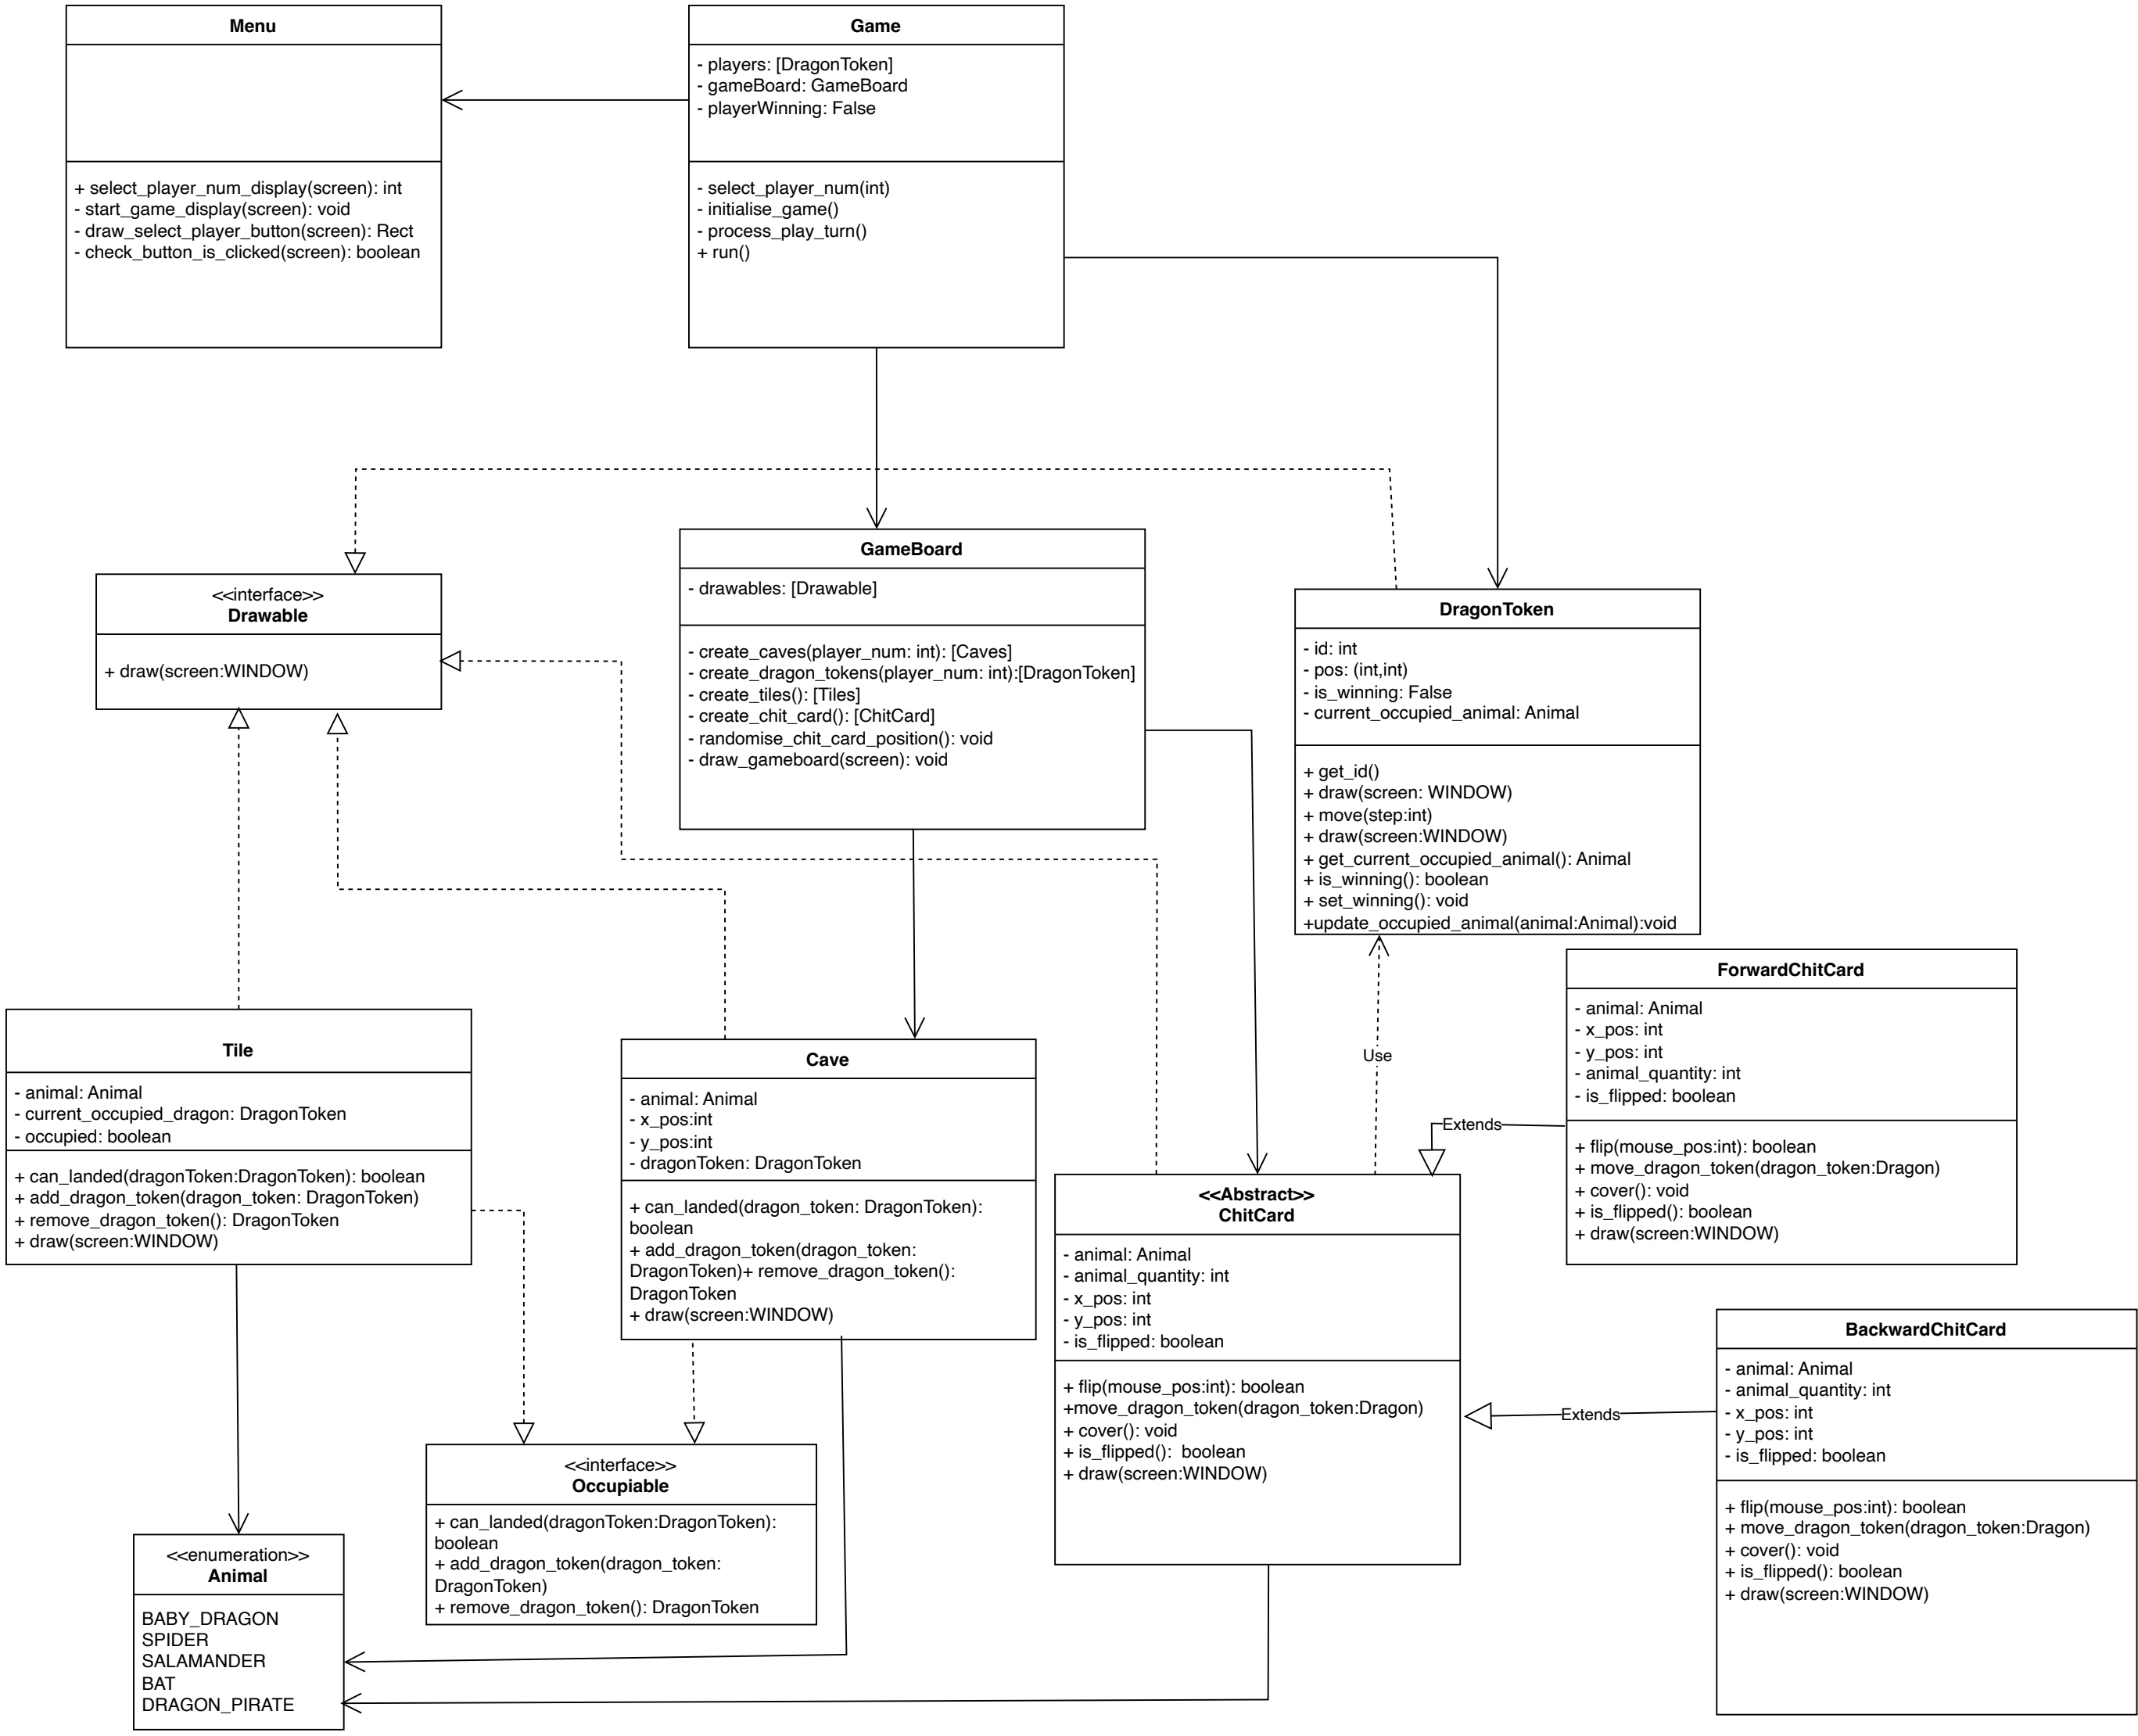 Menu
+ select_player_num_display(screen): int
- start_game_display(screen): void
- draw_select_player_button(screen): Rect
- check_button_is_clicked(screen): boolean
Game
- players: [DragonToken]
- gameBoard: GameBoard
- playerWinning: False
- select_player_num(int)
- initialise_game()
- process_play_turn()
+ run()
<<interface>>
Drawable
+ draw(screen:WINDOW)
GameBoard
- drawables: [Drawable]
- create_caves(player_num: int): [Caves]
- create_dragon_tokens(player_num: int):[DragonToken]
- create_tiles(): [Tiles]
- create_chit_card(): [ChitCard]
- randomise_chit_card_position(): void
- draw_gameboard(screen): void
DragonToken
- id: int
- pos: (int,int)
- is_winning: False
- current_occupied_animal: Animal
+ get_id()
+ draw(screen: WINDOW)
+ move(step:int)
+ draw(screen:WINDOW)
+ get_current_occupied_animal(): Animal
+ is_winning(): boolean
+ set_winning(): void
+update_occupied_animal(animal:Animal):void
Tile
- animal: Animal
- current_occupied_dragon: DragonToken
- occupied: boolean
+ can_landed(dragonToken:DragonToken): boolean
+ add_dragon_token(dragon_token: DragonToken)
+ remove_dragon_token(): DragonToken
+ draw(screen:WINDOW)
Cave
- animal: Animal
- x_pos:int
- y_pos:int
- dragonToken: DragonToken
+ can_landed(dragon_token: DragonToken):
boolean
+ add_dragon_token(dragon_token:
DragonToken)+ remove_dragon_token():
DragonToken
+ draw(screen:WINDOW)
Use
Extends
<<Abstract>>
ChitCard
- animal: Animal
- animal_quantity: int
- x_pos: int
- y_pos: int
- is_flipped: boolean
+ flip(mouse_pos:int): boolean
+move_dragon_token(dragon_token:Dragon)
+ cover(): void
+ is_flipped():  boolean
+ draw(screen:WINDOW)
ForwardChitCard
- animal: Animal
- x_pos: int
- y_pos: int
- animal_quantity: int
- is_flipped: boolean
+ flip(mouse_pos:int): boolean
+ move_dragon_token(dragon_token:Dragon)
+ cover(): void
+ is_flipped(): boolean
+ draw(screen:WINDOW)
Extends
BackwardChitCard
- animal: Animal
- animal_quantity: int
- x_pos: int
- y_pos: int
- is_flipped: boolean
+ flip(mouse_pos:int): boolean
+ move_dragon_token(dragon_token:Dragon)
+ cover(): void
+ is_flipped(): boolean
+ draw(screen:WINDOW)
<<interface>>
Occupiable
+ can_landed(dragonToken:DragonToken):
boolean
+ add_dragon_token(dragon_token:
DragonToken)
+ remove_dragon_token(): DragonToken
<<enumeration>>
Animal
BABY_DRAGON
SPIDER
SALAMANDER
BAT
DRAGON_PIRATE